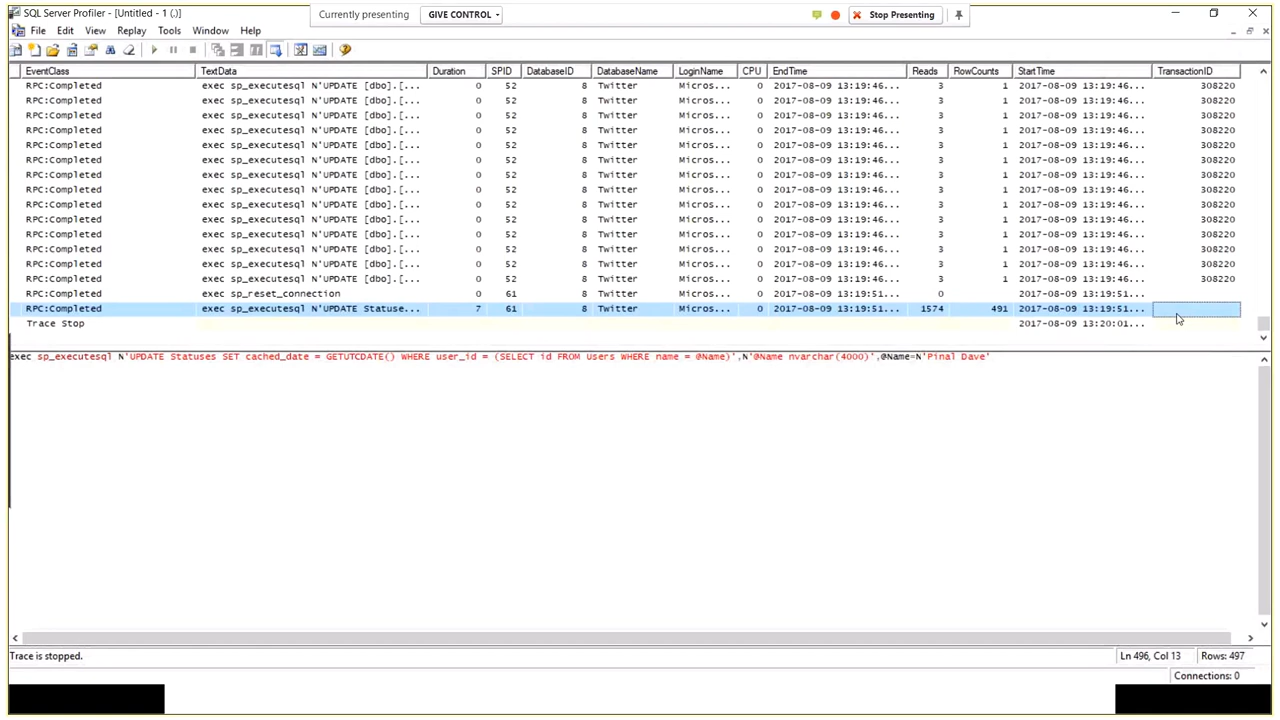 SQL Server Profiler - [Untitled - 1 (.)]
Currently presenting GIVE CONTROL Stop Presenting
File Edit View Replay Tools Window Help
EventClass TextData Duration SPID DatabaseID DatabaseName LoginName CPU EndTime Reads RowCounts StartTime TransactionID
RPC:Completed exec sp_executesql N'UPDATE [dbo].[... 0 52 8 Twitter Micros... 0 2017-08-09 13:19:46... 3 1 2017-08-09 13:19:46... 308220
RPC:Completed exec sp_executesql N'UPDATE [dbo].[... 0 52 8 Twitter Micros... 0 2017-08-09 13:19:46... 3 1 2017-08-09 13:19:46... 308220
RPC:Completed exec sp_executesql N'UPDATE [dbo].[... 0 52 8 Twitter Micros... 0 2017-08-09 13:19:46... 3 1 2017-08-09 13:19:46... 308220
RPC:Completed exec sp_executesql N'UPDATE [dbo].[... 0 52 8 Twitter Micros... 0 2017-08-09 13:19:46... 3 1 2017-08-09 13:19:46... 308220
RPC:Completed exec sp_executesql N'UPDATE [dbo].[... 0 52 8 Twitter Micros... 0 2017-08-09 13:19:46... 3 1 2017-08-09 13:19:46... 308220
RPC:Completed exec sp_executesql N'UPDATE [dbo].[... 0 52 8 Twitter Micros... 0 2017-08-09 13:19:46... 3 1 2017-08-09 13:19:46... 308220
RPC:Completed exec sp_executesql N'UPDATE [dbo].[... 0 52 8 Twitter Micros... 0 2017-08-09 13:19:46... 3 1 2017-08-09 13:19:46... 308220
RPC:Completed exec sp_executesql N'UPDATE [dbo].[... 0 52 8 Twitter Micros... 0 2017-08-09 13:19:46... 3 1 2017-08-09 13:19:46... 308220
RPC:Completed exec sp_executesql N'UPDATE [dbo].[... 0 52 8 Twitter Micros... 0 2017-08-09 13:19:46... 3 1 2017-08-09 13:19:46... 308220
RPC:Completed exec sp_executesql N'UPDATE [dbo].[... 0 52 8 Twitter Micros... 0 2017-08-09 13:19:46... 3 1 2017-08-09 13:19:46... 308220
RPC:Completed exec sp_executesql N'UPDATE [dbo].[... 0 52 8 Twitter Micros... 0 2017-08-09 13:19:46... 3 1 2017-08-09 13:19:46... 308220
RPC:Completed exec sp_executesql N'UPDATE [dbo].[... 0 52 8 Twitter Micros... 0 2017-08-09 13:19:46... 3 1 2017-08-09 13:19:46... 308220
RPC:Completed exec sp_executesql N'UPDATE [dbo].[... 0 52 8 Twitter Micros... 0 2017-08-09 13:19:46... 3 1 2017-08-09 13:19:46... 308220
RPC:Completed exec sp_executesql N'UPDATE [dbo].[... 0 52 8 Twitter Micros... 0 2017-08-09 13:19:46... 3 1 2017-08-09 13:19:46... 308220
RPC:Completed exec sp_reset_connection 0 61 8 Twitter Micros... 0 2017-08-09 13:19:51... 0 2017-08-09 13:19:51...
RPC:Completed exec sp_executesql N'UPDATE Statuse... 7 61 8 Twitter Micros... 0 2017-08-09 13:19:51... 1574 491 2017-08-09 13:19:51...
Trace Stop 2017-08-09 13:20:01...
exec sp_executesql N'UPDATE Statuses SET cached_date = GETUTCDATE() WHERE user_id = (SELECT id FROM Users WHERE name = @Name)',N'@Name nvarchar(4000)',@Name=N'Pinal Dave'
Trace is stopped. Ln 496, Col 13 Rows: 497
Connections: 0